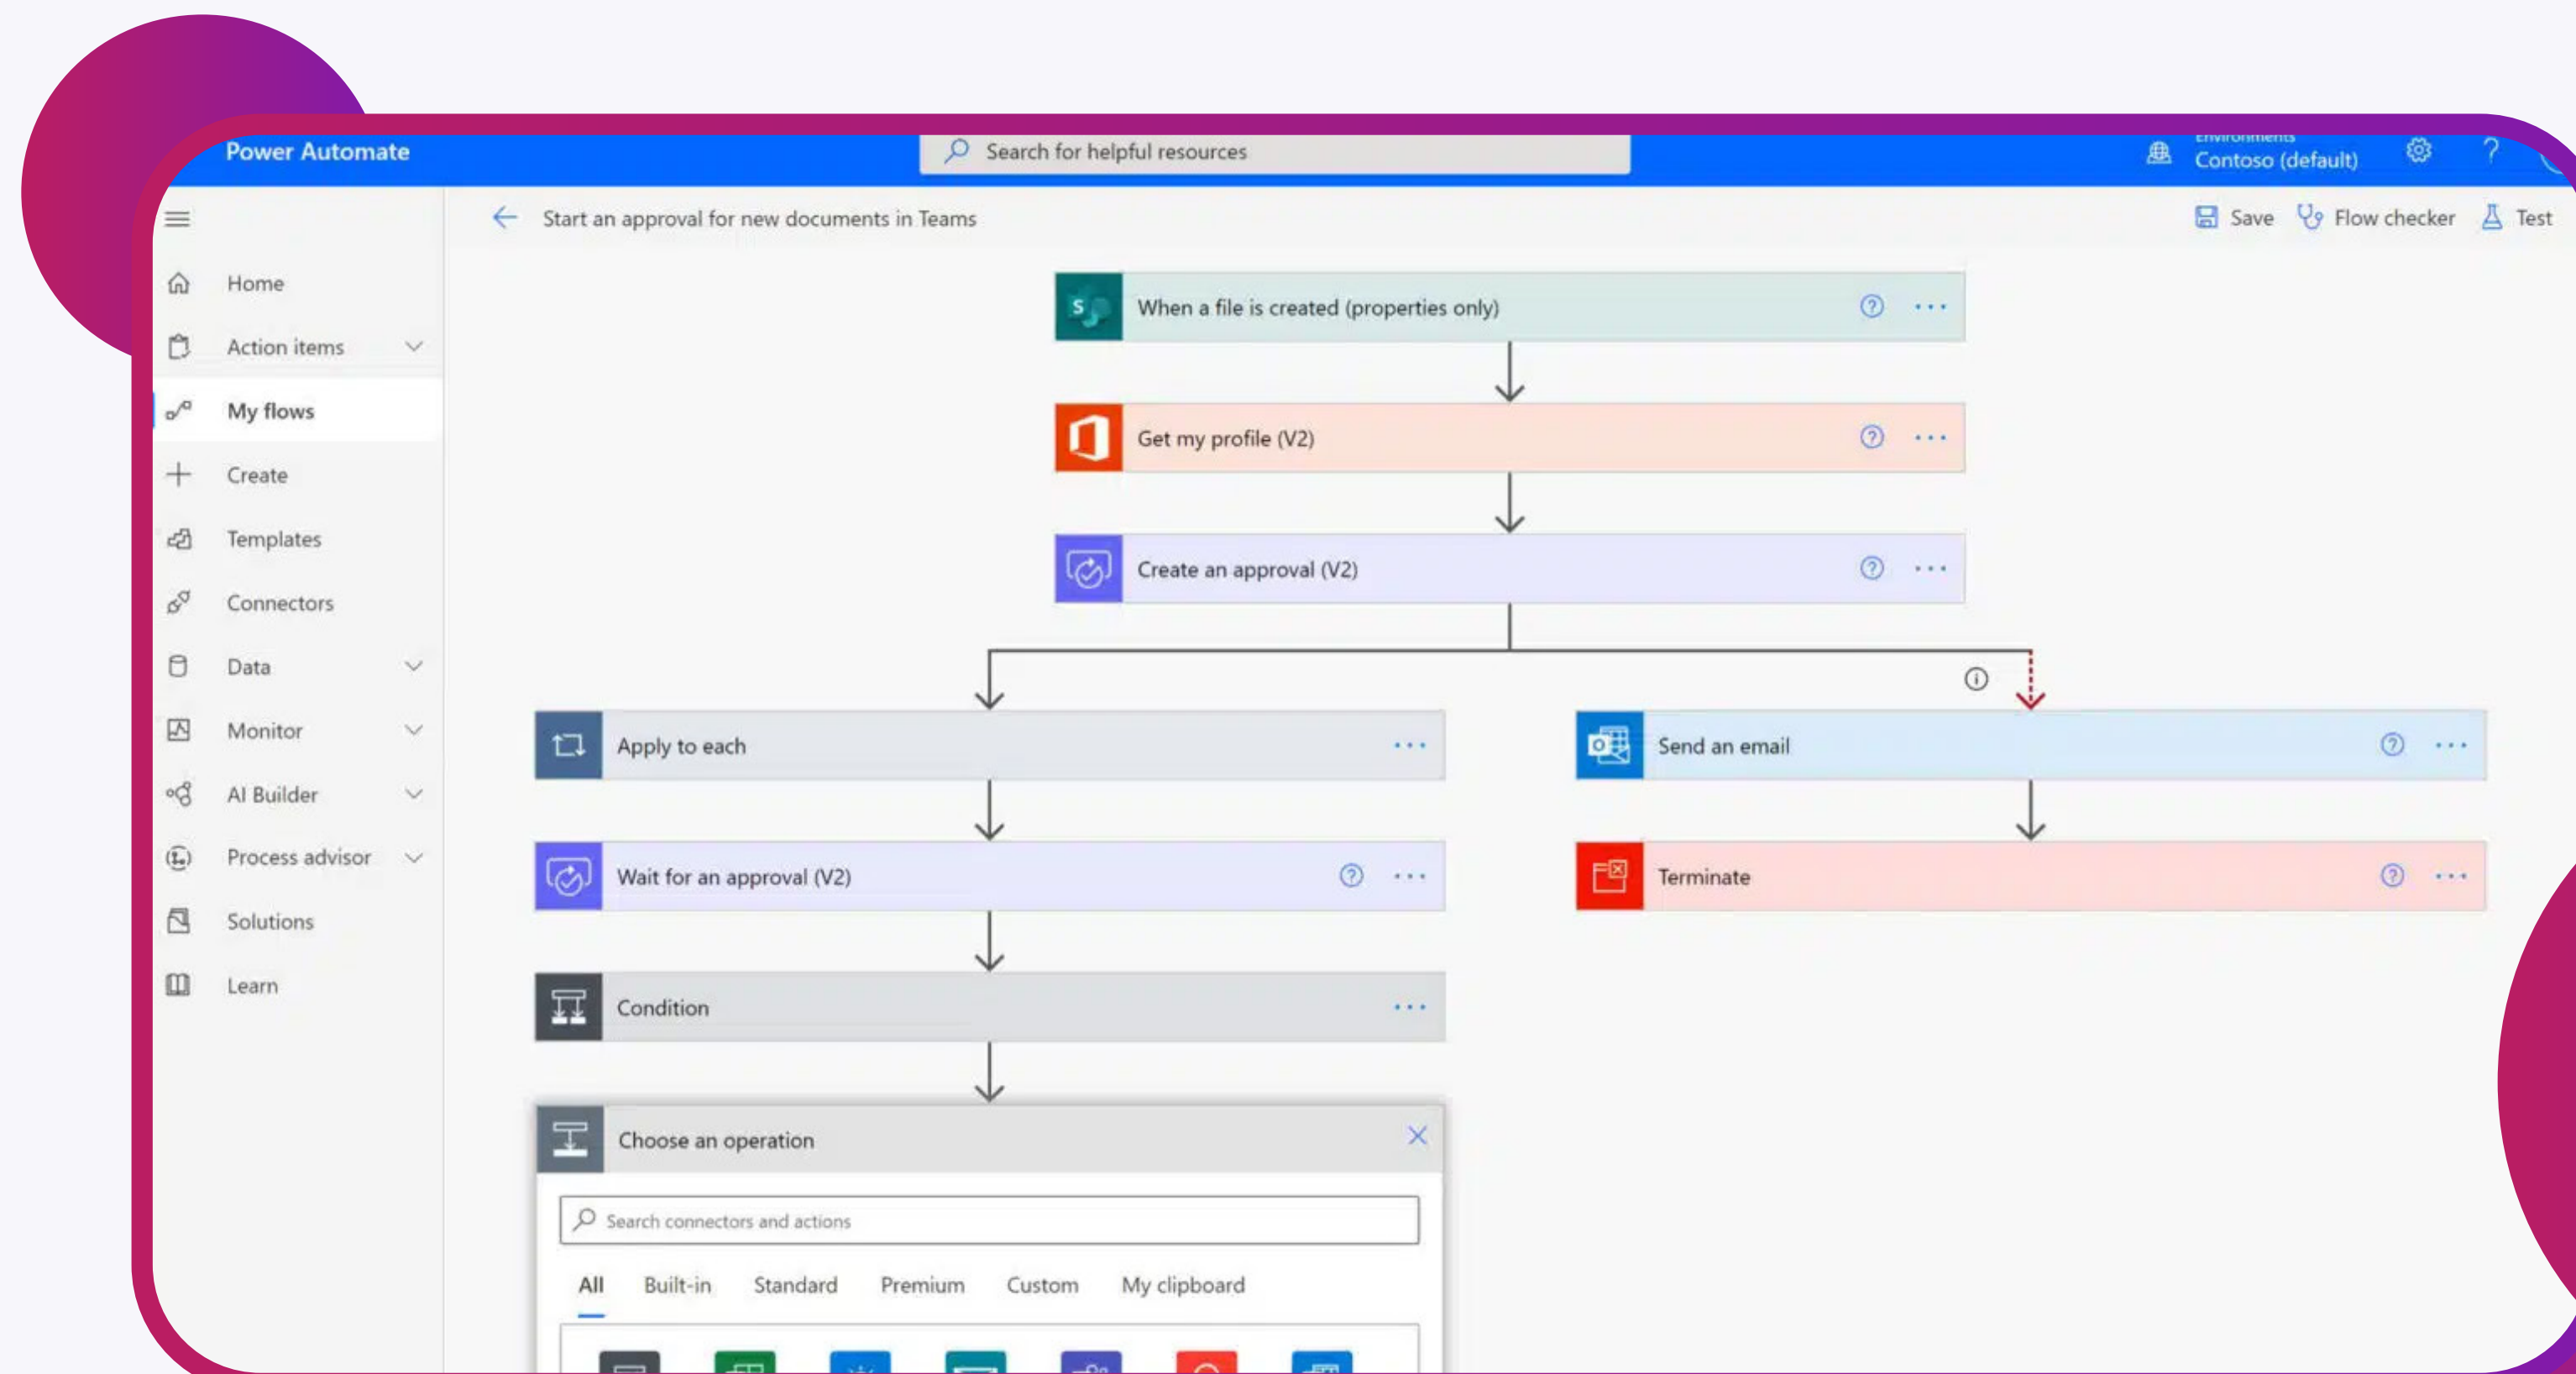 Power Automate
Search for helpful resources
Environments
Contoso (default)
Start an approval for new documents in Teams
Save
Flow checker
Test
Home
Action items
My flows
Create
Templates
Connectors
Data
Monitor
AI Builder
Process advisor
Solutions
Learn
When a file is created (properties only)
Get my profile (V2)
Create an approval (V2)
Apply to each
Wait for an approval (V2)
Condition
Send an email
Terminate
Choose an operation
Search connectors and actions
All Built-in Standard Premium Custom My clipboard